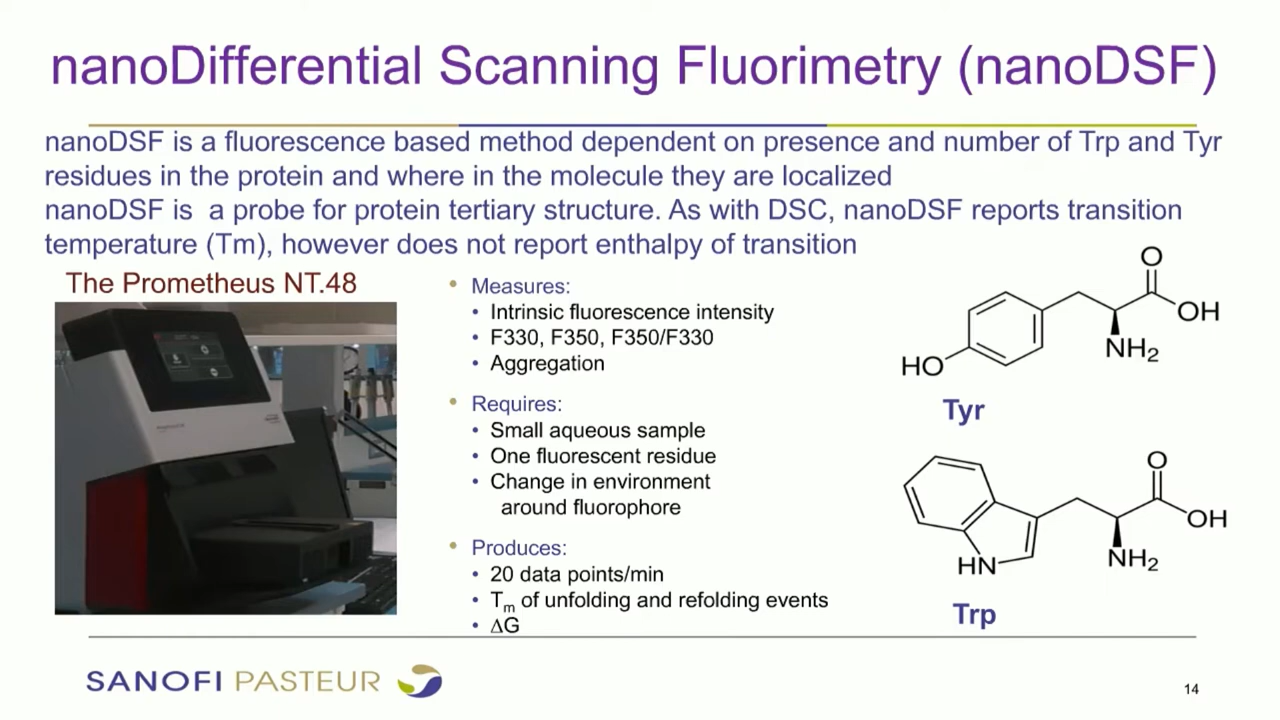 nanoDifferential Scanning Fluorimetry (nanoDSF)
nanoDSF is a fluorescence based method dependent on presence and number of Trp and Tyr
residues in the protein and where in the molecule they are localized
nanoDSF is  a probe for protein tertiary structure. As with DSC, nanoDSF reports transition
temperature (Tm), however does not report enthalpy of transition
The Prometheus NT.48
• Measures:
• Intrinsic fluorescence intensity
• F330, F350, F350/F330
• Aggregation
• Requires:
• Small aqueous sample
• One fluorescent residue
• Change in environment
around fluorophore
• Produces:
• 20 data points/min
• Tm of unfolding and refolding events
• ΔG
O
OH
NH2
HO
Tyr
O
OH
NH2
HN
Trp
SANOFI PASTEUR
14